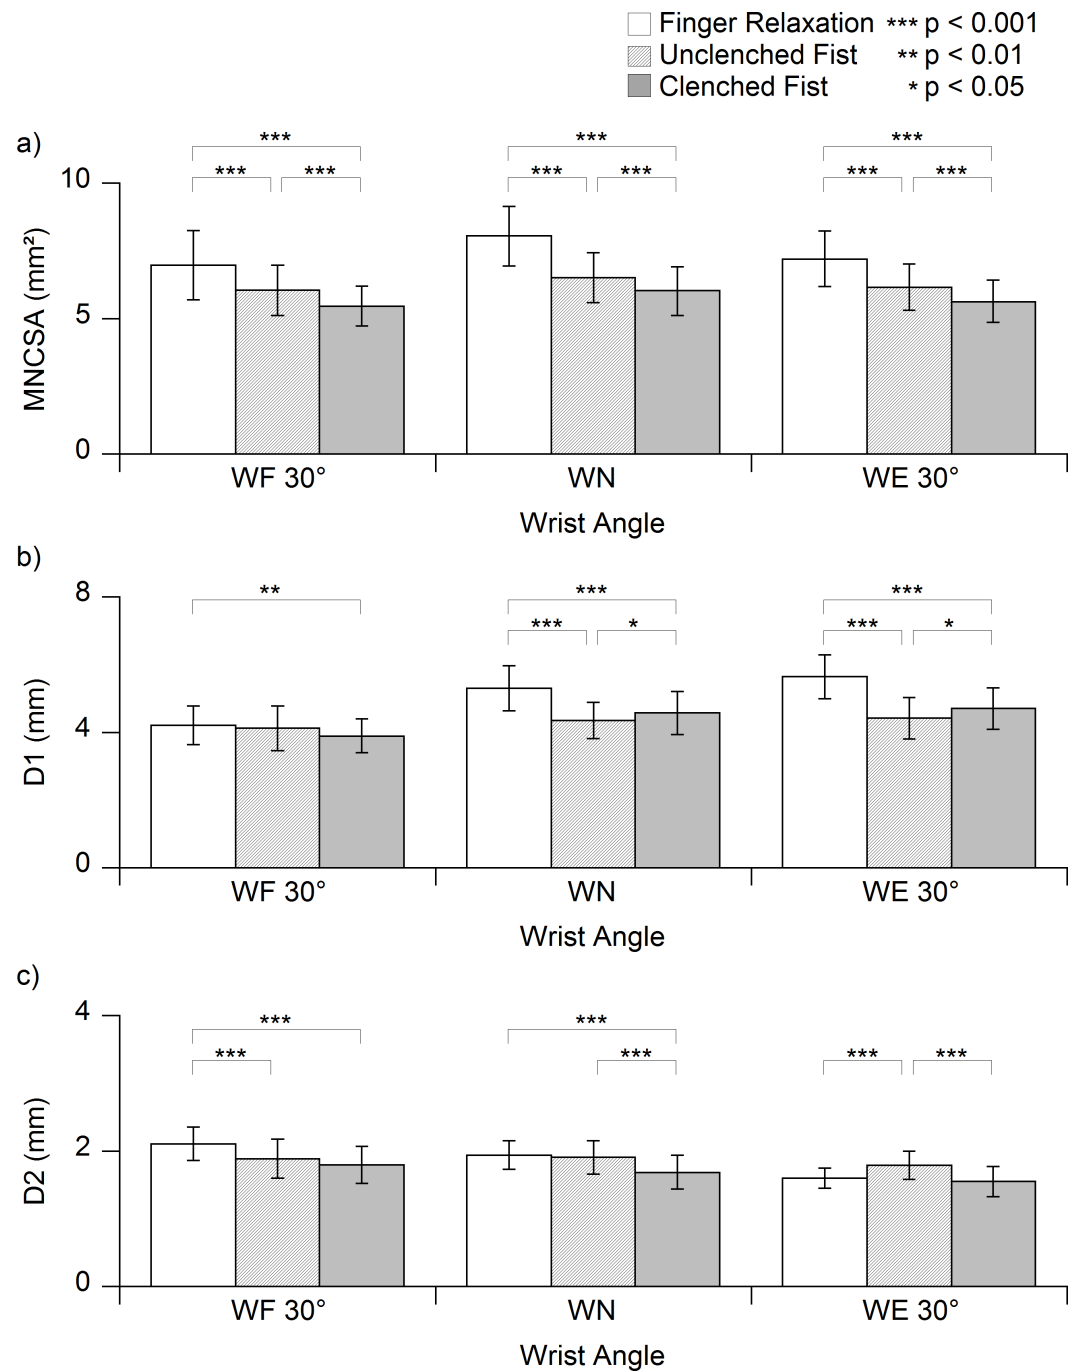 Finger Relaxation *** p < 0.001
Unclenched Fist ** p < 0.01
Clenched Fist * p < 0.05
a)
*** *** ***
*** *** *** *** *** ***
10
5
0
MNCSA (mm²)
WF 30° WN WE 30°
Wrist Angle
b)
8
** *** ***
*** * *** *
4
0
D1 (mm)
WF 30° WN WE 30°
Wrist Angle
c)
4
*** ***
*** *** *** ***
2
0
D2 (mm)
WF 30° WN WE 30°
Wrist Angle